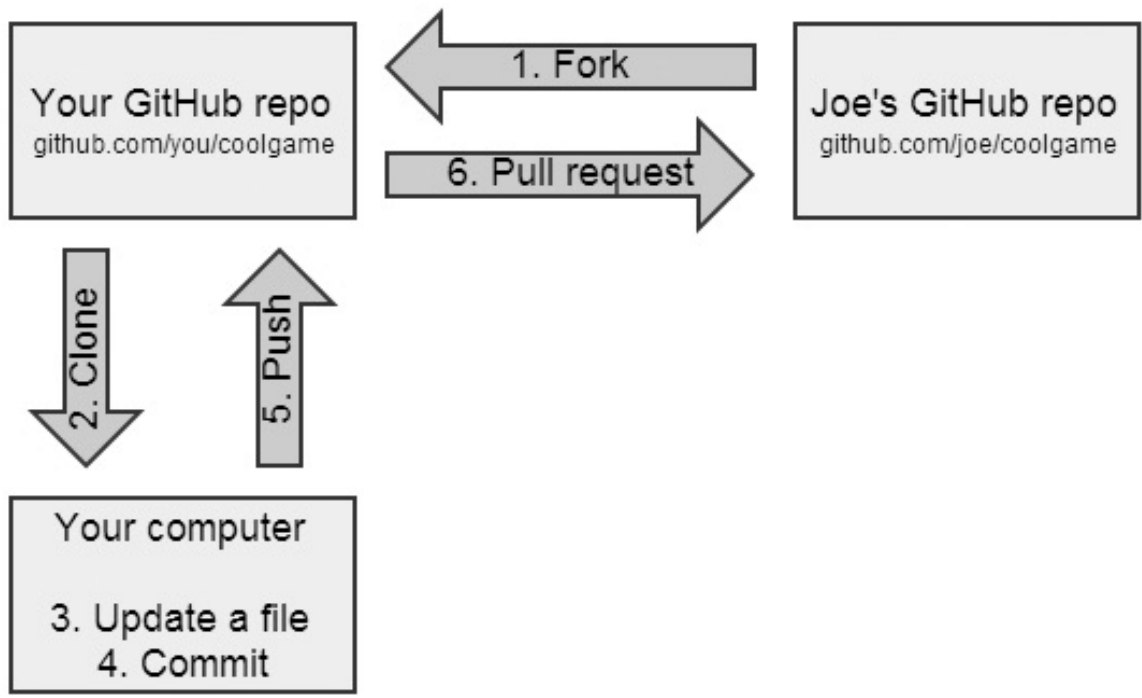 Your GitHub repo
github.com/you/coolgame
1. Fork
6. Pull request
Joe's GitHub repo
github.com/joe/coolgame
2. Clone
5. Push
Your computer
3. Update a file
4. Commit